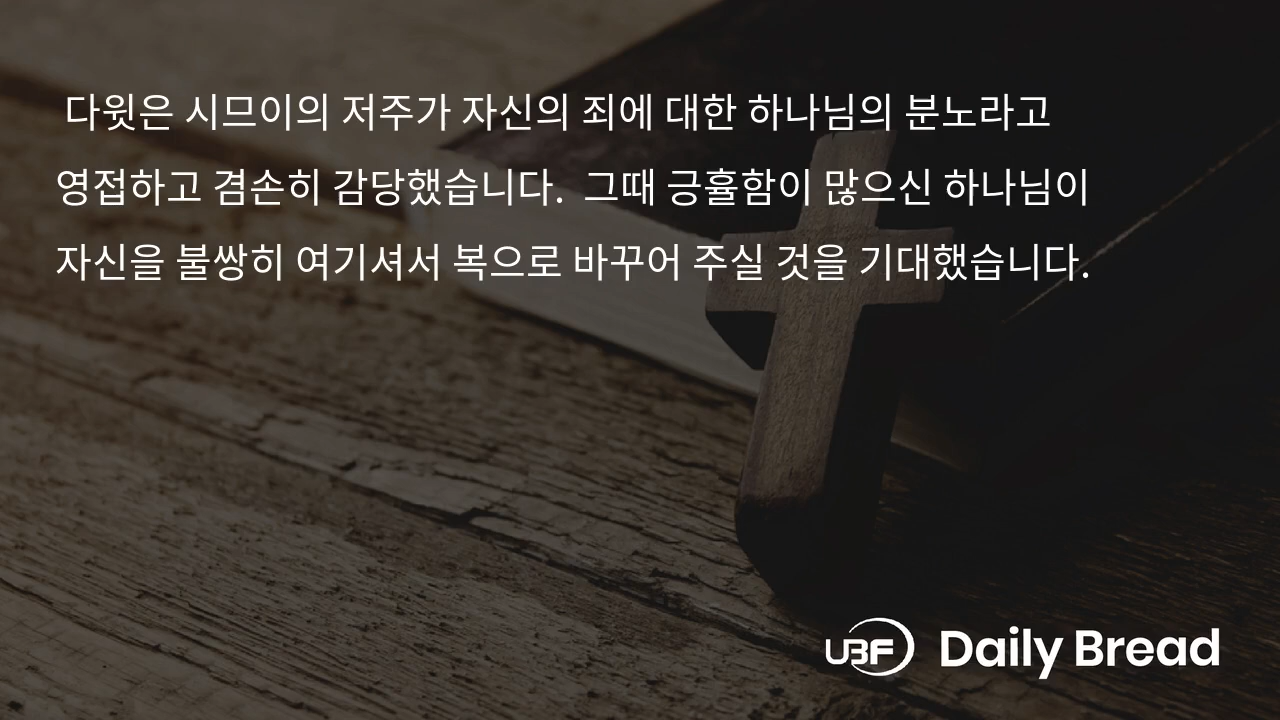 다윗은 시므이의 저주가 자신의 죄에 대한 하나님의 분노라고
영접하고 겸손히 감당했습니다. 그때 긍휼함이 많으신 하나님이
자신을 불쌍히 여기셔서 복으로 바꾸어 주실 것을 기대했습니다.
UBF Daily Bread